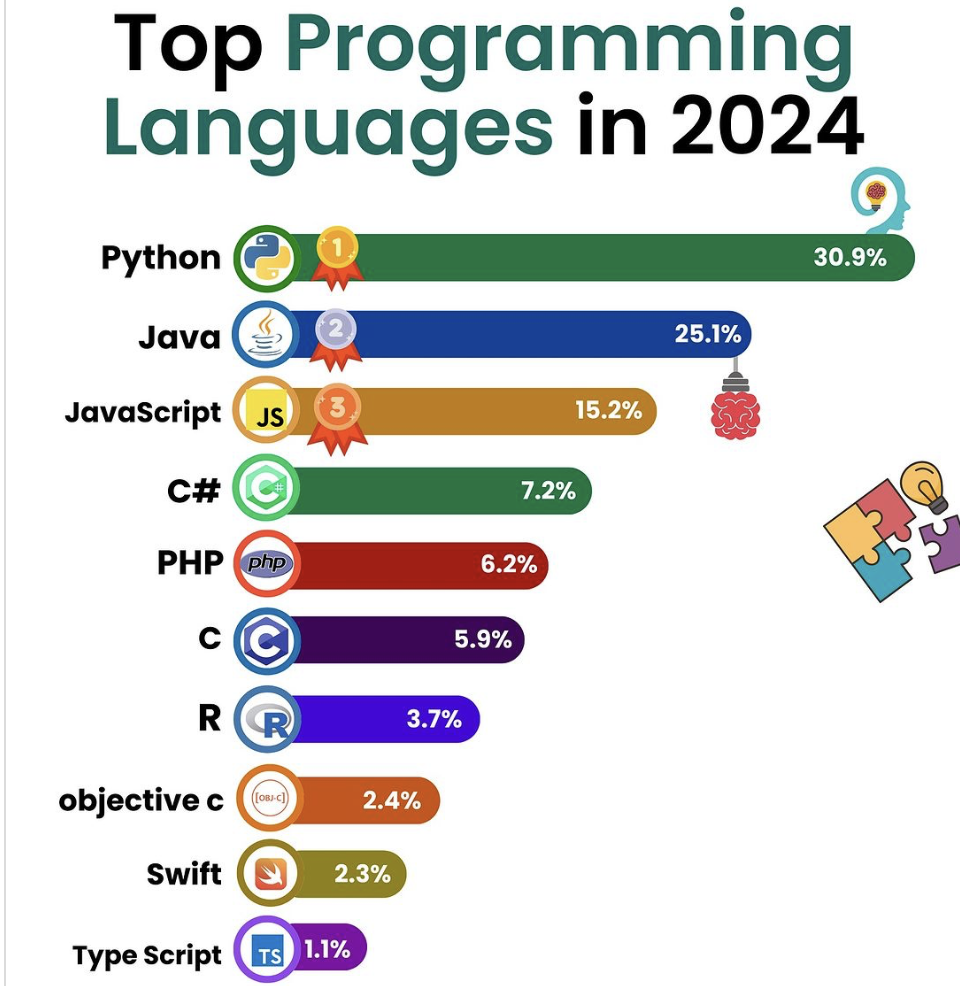 Top Programming
Languages in 2024
Python 1 30.9%
Java 2 25.1%
JavaScript JS 3 15.2%
C# C# 7.2%
PHP php 6.2%
C C 5.9%
R R 3.7%
objective c [OBJ-C] 2.4%
Swift 2.3%
Type Script TS 1.1%